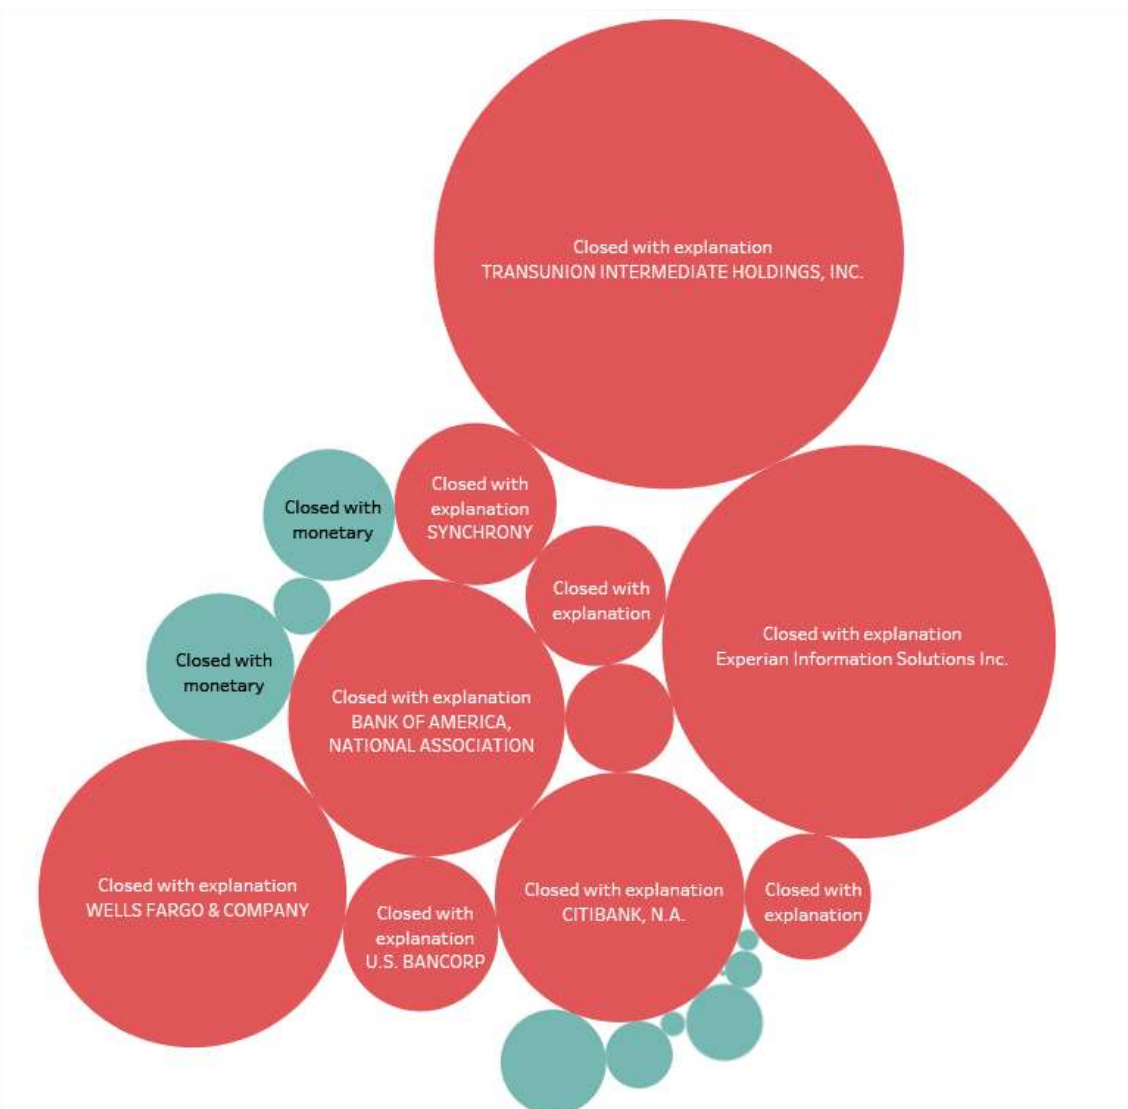 Closed with explanation
TRANSUNION INTERMEDIATE HOLDINGS, INC.
Closed with
explanation
SYNCHRONY
Closed with
monetary
Closed with
explanation
Closed with explanation
Experian Information Solutions Inc.
Closed with
monetary
Closed with explanation
BANK OF AMERICA,
NATIONAL ASSOCIATION
Closed with explanation
WELLS FARGO & COMPANY
Closed with
explanation
U.S. BANCORP
Closed with explanation
CITIBANK, N.A.
Closed with
explanation